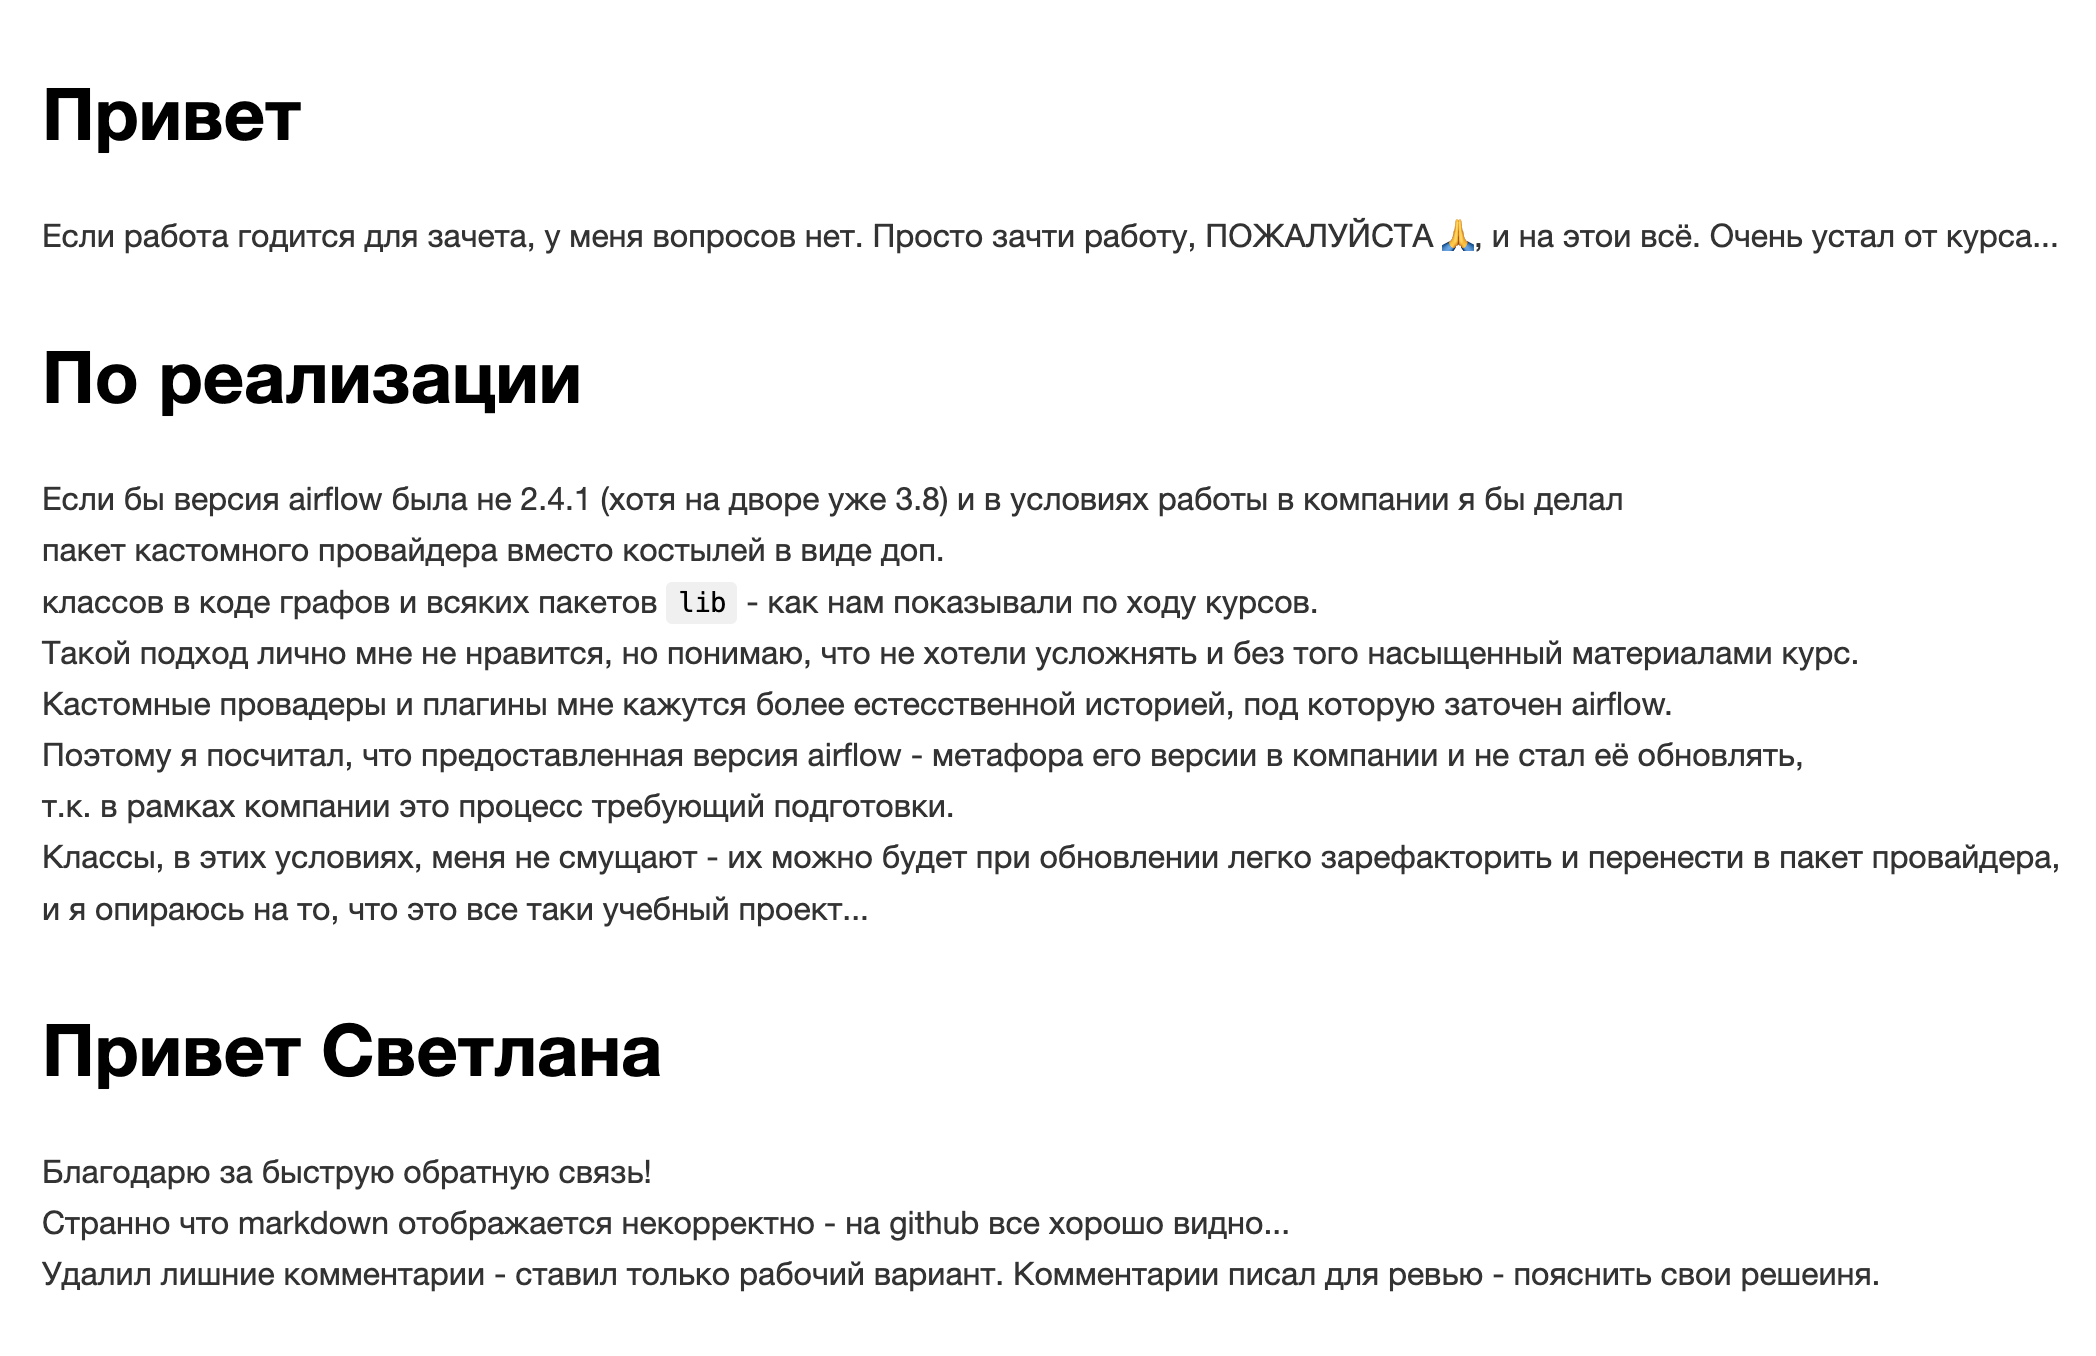 Привет
Если работа годится для зачета, у меня вопросов нет. Просто зачти работу, ПОЖАЛУЙСТА 🙏, и на этои всё. Очень устал от курса...
По реализации
Если бы версия airflow была не 2.4.1 (хотя на дворе уже 3.8) и в условиях работы в компании я бы делал
пакет кастомного провайдера вместо костылей в виде доп.
классов в коде графов и всяких пакетов lib - как нам показывали по ходу курсов.
Такой подход лично мне не нравится, но понимаю, что не хотели усложнять и без того насыщенный материалами курс.
Кастомные провадеры и плагины мне кажутся более естесственной историей, под которую заточен airflow.
Поэтому я посчитал, что предоставленная версия airflow - метафора его версии в компании и не стал её обновлять,
т.к. в рамках компании это процесс требующий подготовки.
Классы, в этих условиях, меня не смущают - их можно будет при обновлении легко зарефакторить и перенести в пакет провайдера,
и я опираюсь на то, что это все таки учебный проект...
Привет Светлана
Благодарю за быструю обратную связь!
Странно что markdown отображается некорректно - на github все хорошо видно...
Удалил лишние комментарии - ставил только рабочий вариант. Комментарии писал для ревью - пояснить свои решеиня.